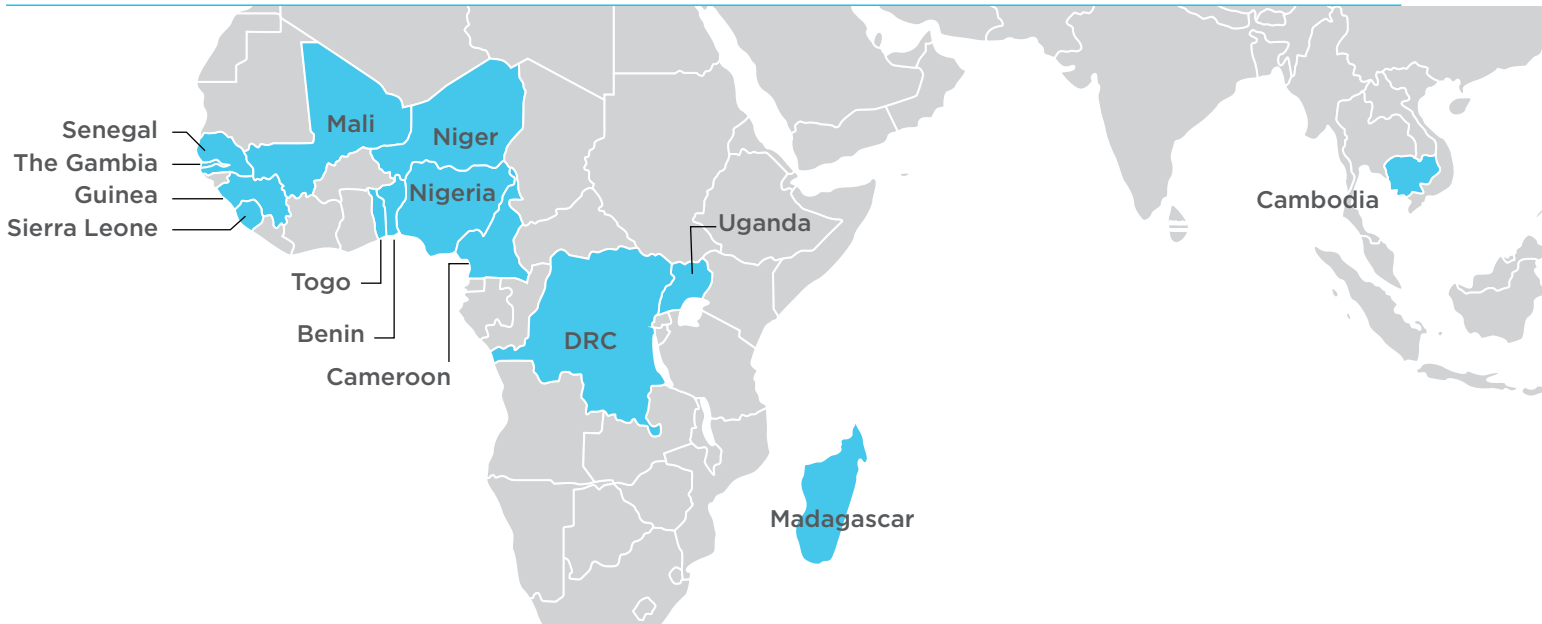 Senegal
The Gambia
Guinea
Sierra Leone
Mali
Niger
Nigeria
Togo
Benin
Cameroon
Uganda
DRC
Madagascar
Cambodia